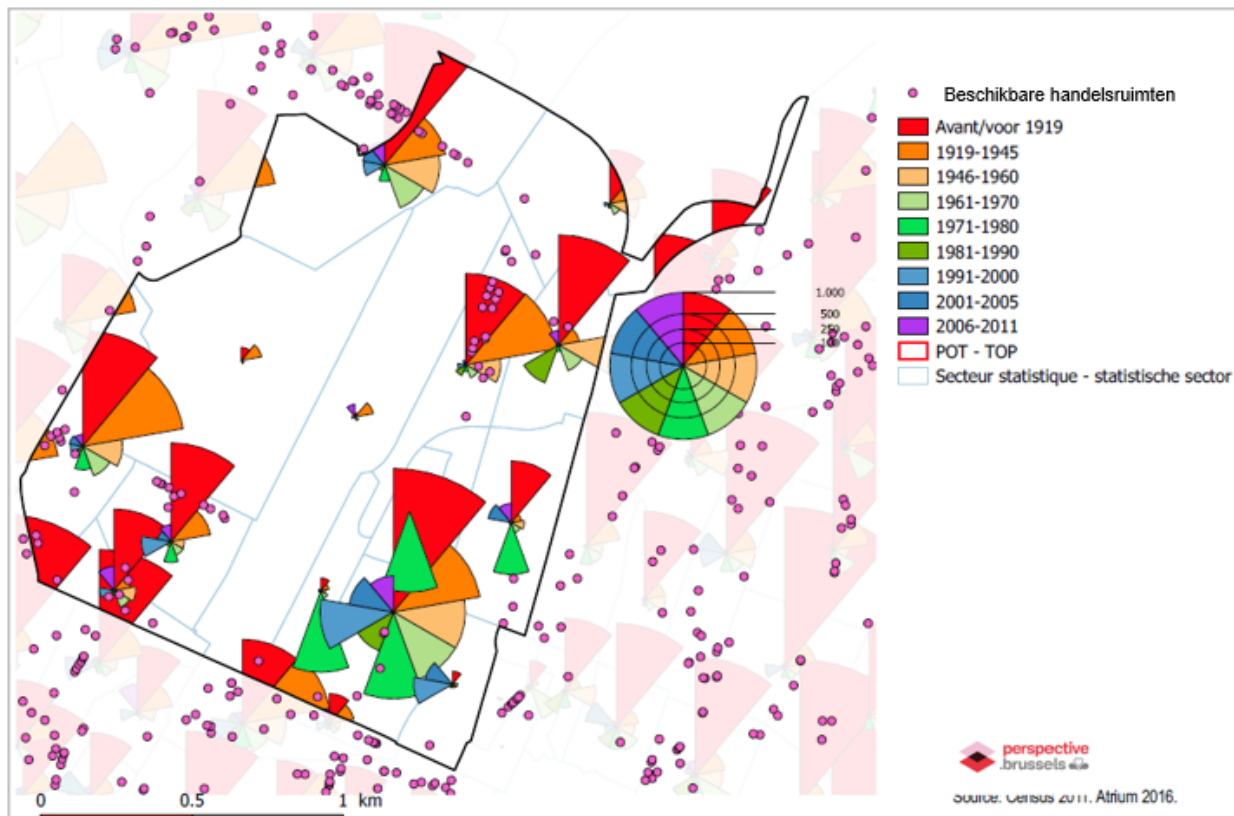 Beschikbare handelsruimten
Avant/voor 1919
1919-1945
1946-1960
1961-1970
1971-1980
1981-1990
1991-2000
2001-2005
2006-2011
POT - TOP
Secteur statistique - statistische sector
1.000
500
250
100
perspective
.brussels
Source: Census 2011. Atrium 2016.
0 0.5 1 km